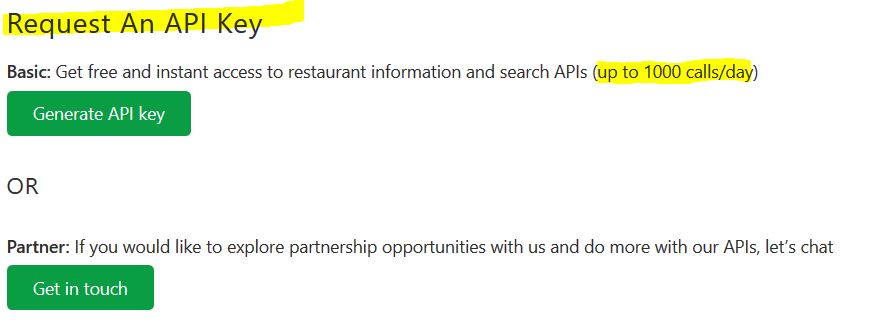 Request An API Key
Basic: Get free and instant access to restaurant information and search APIs (up to 1000 calls/day)
Generate API key
OR
Partner: If you would like to explore partnership opportunities with us and do more with our APIs, let’s chat
Get in touch